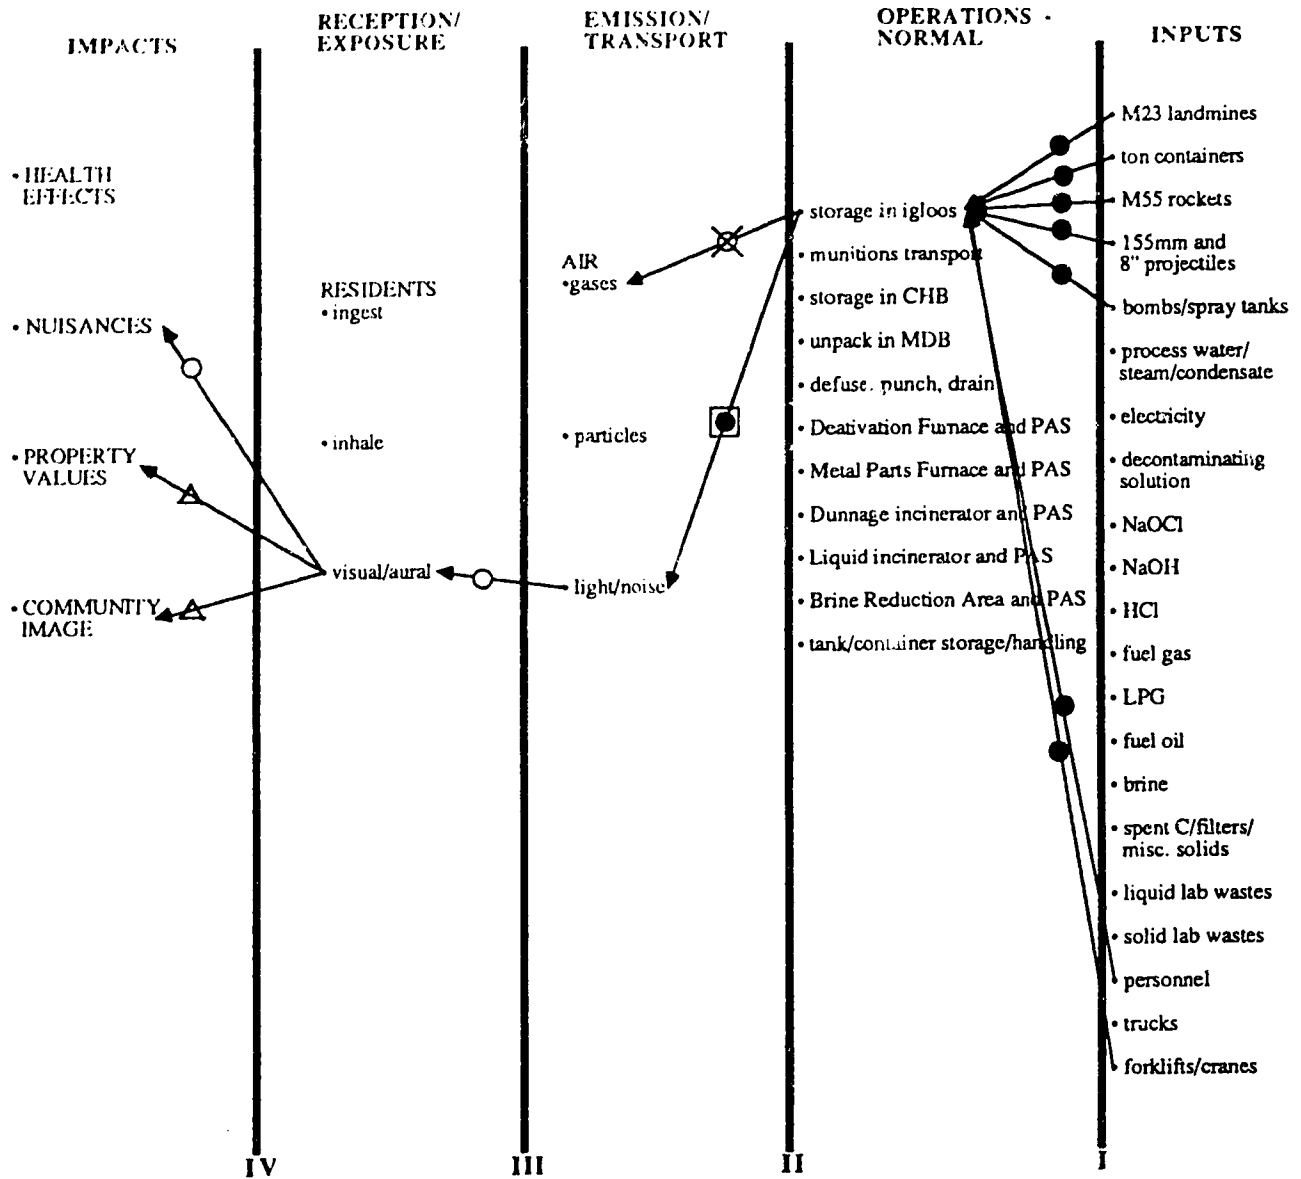 IMPACTS
RECEPTION/
EXPOSURE
EMISSION/
TRANSPORT
OPERATIONS -
NORMAL
INPUTS
• HEALTH
EFFECTS
• NUISANCES
• PROPERTY
VALUES
• COMMUNITY
IMAGE
RESIDENTS
• ingest
• inhale
• visual/aural
AIR
• gases
• particles
• light/noise
• storage in igloos
• munitions transport
• storage in CHB
• unpack in MDB
• defuse, punch, drain
• Deativation Furnace and PAS
• Metal Parts Furnace and PAS
• Dunnage incinerator and PAS
• Liquid incinerator and PAS
• Brine Reduction Area and PAS
• tank/container storage/handling
• M23 landmines
• ton containers
• M55 rockets
• 155mm and
8" projectiles
• bombs/spray tanks
• process water/
steam/condensate
• electricity
• decontaminating
solution
• NaOCl
• NaOH
• HCl
• fuel gas
• LPG
• fuel oil
• brine
• spent C/filters/
misc. solids
• liquid lab wastes
• solid lab wastes
• personnel
• trucks
• forklifts/cranes
IV
III
II
I